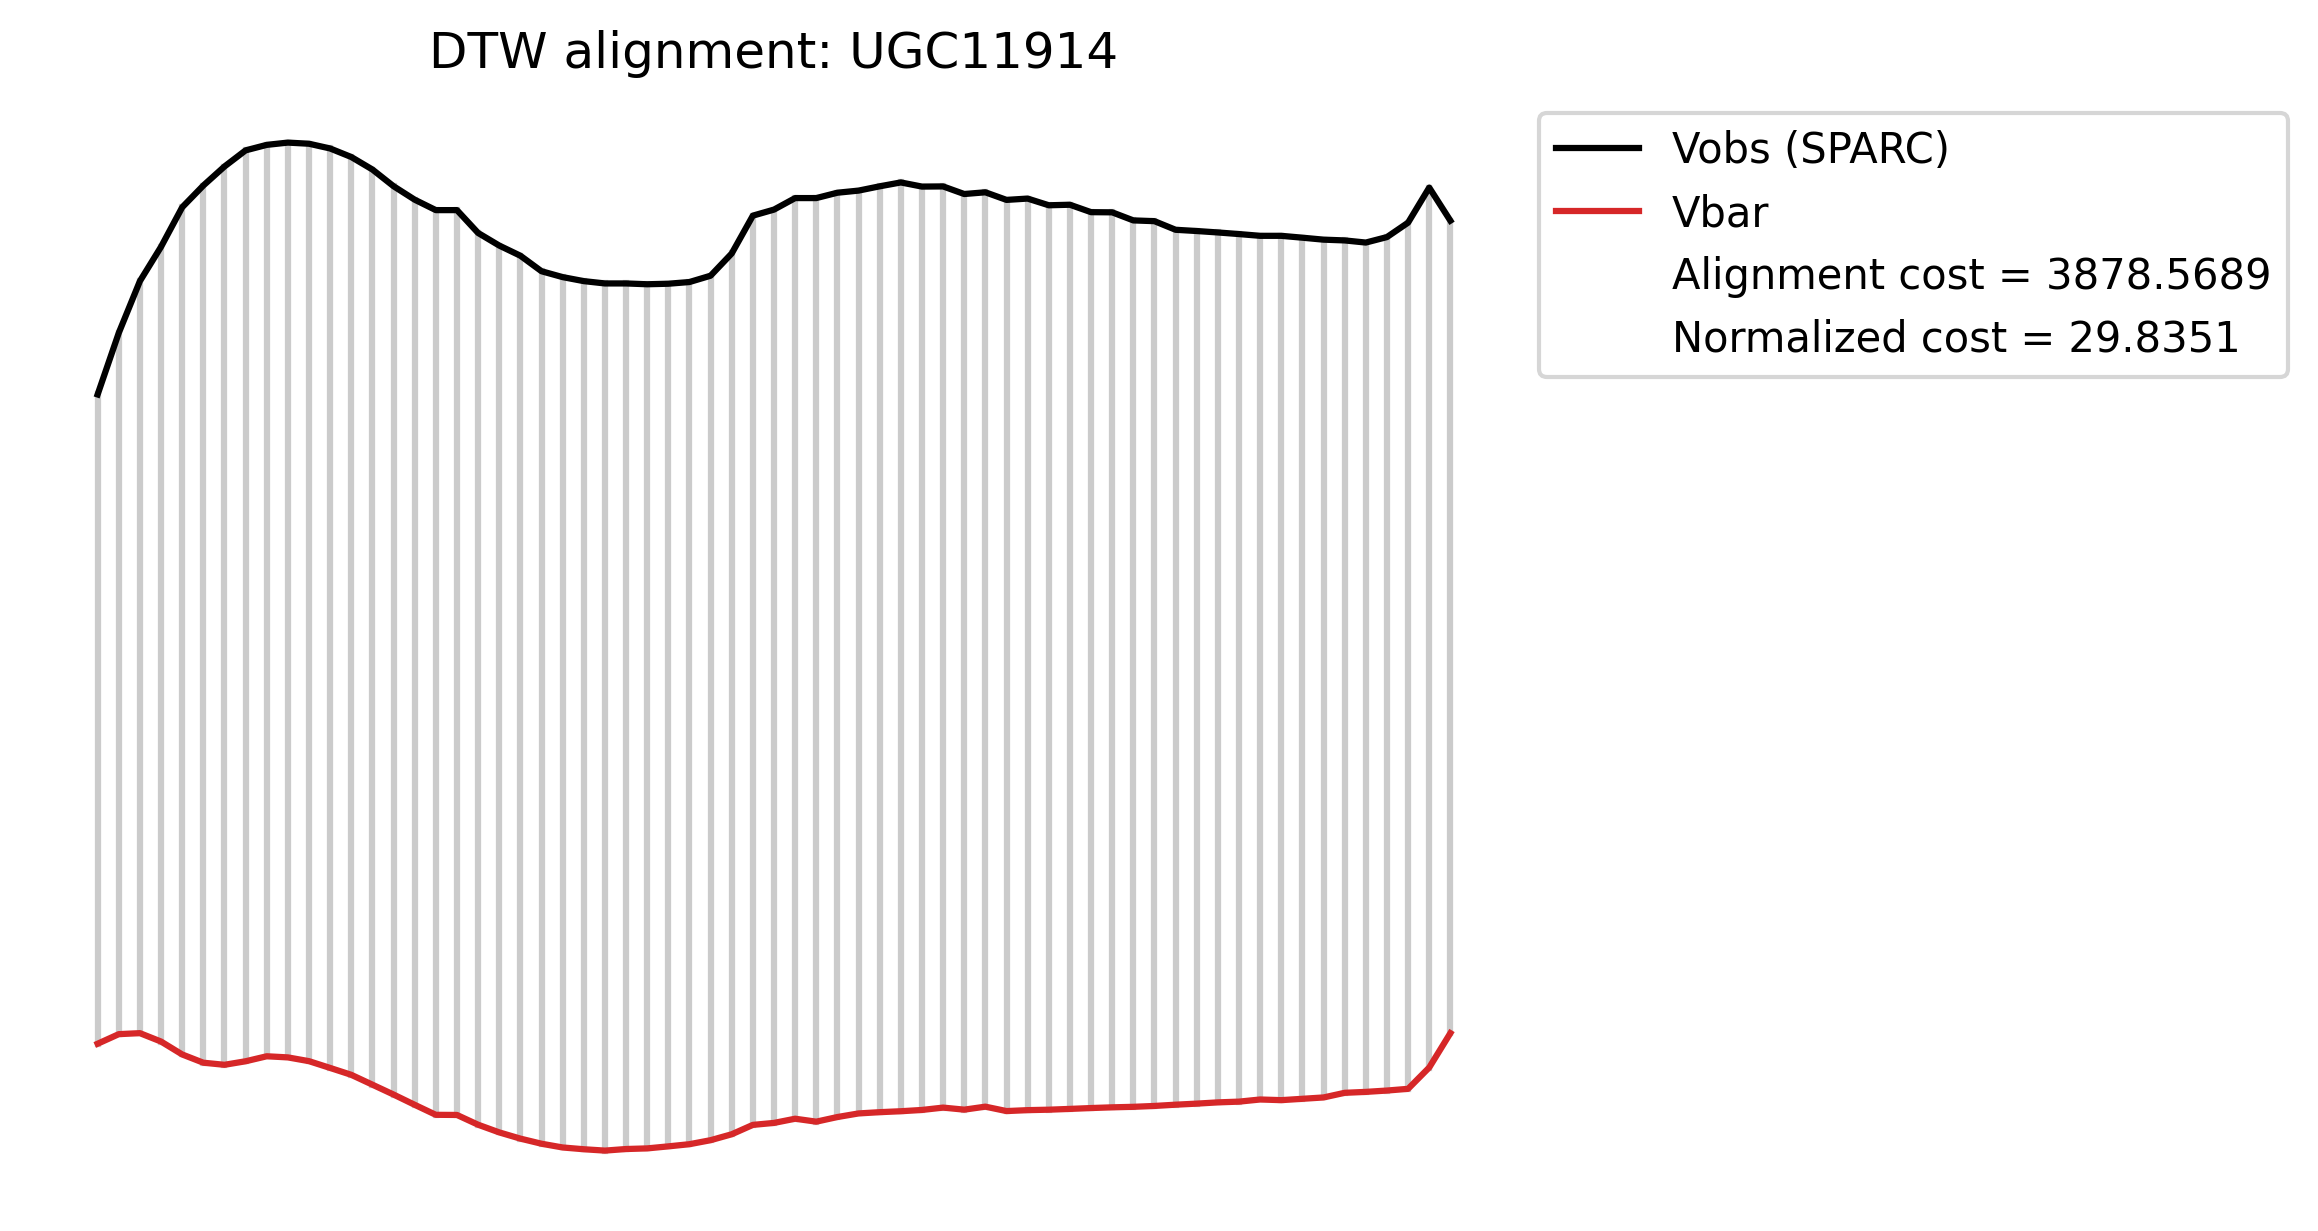 DTW alignment: UGC11914
Vobs (SPARC)
Vbar
Alignment cost = 3878.5689
Normalized cost = 29.8351